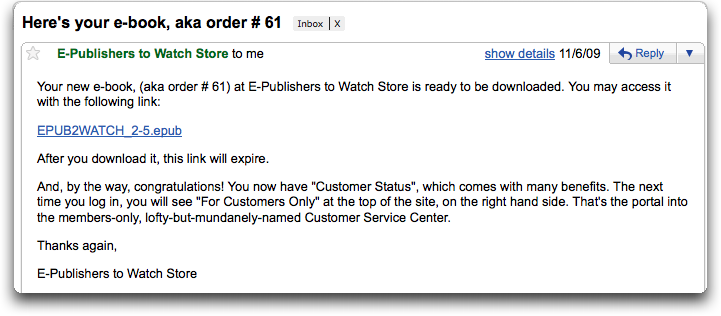 Here's your e-book, aka order # 61 Inbox | X
E-Publishers to Watch Store to me show details 11/6/09 Reply
Your new e-book, (aka order # 61) at E-Publishers to Watch Store is ready to be downloaded. You may access it
with the following link:
EPUB2WATCH_2-5.epub
After you download it, this link will expire.
And, by the way, congratulations! You now have "Customer Status", which comes with many benefits. The next
time you log in, you will see "For Customers Only" at the top of the site, on the right hand side. That's the portal into
the members-only, lofty-but-mundanely-named Customer Service Center.
Thanks again,
E-Publishers to Watch Store